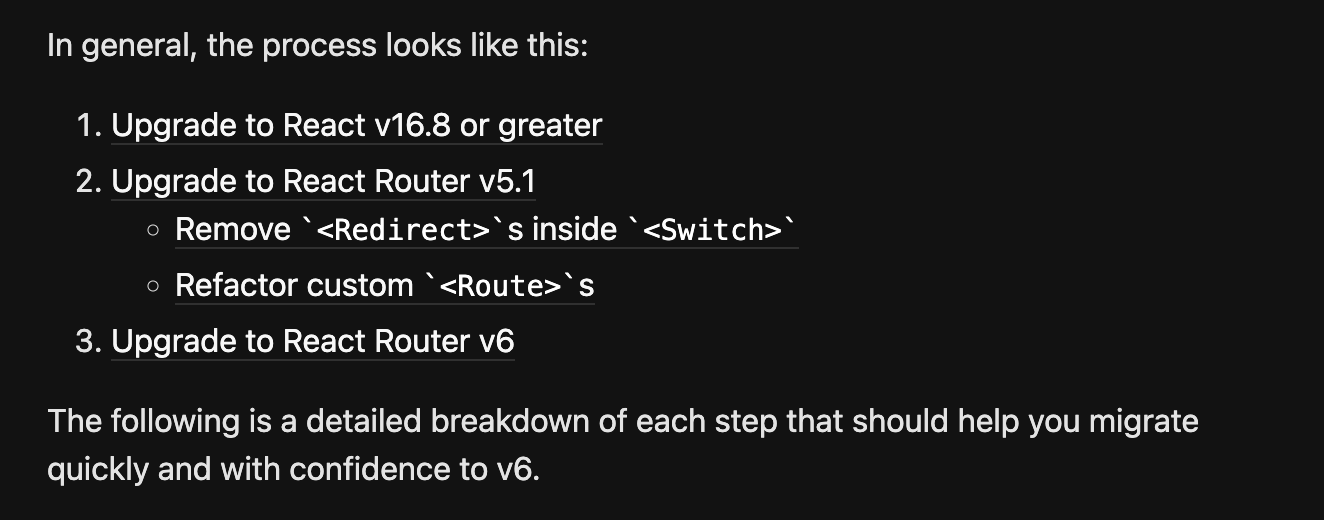 In general, the process looks like this:
1. Upgrade to React v16.8 or greater
2. Upgrade to React Router v5.1
◦ Remove `<Redirect>`s inside `<Switch>`
◦ Refactor custom `<Route>`s
3. Upgrade to React Router v6
The following is a detailed breakdown of each step that should help you migrate
quickly and with confidence to v6.